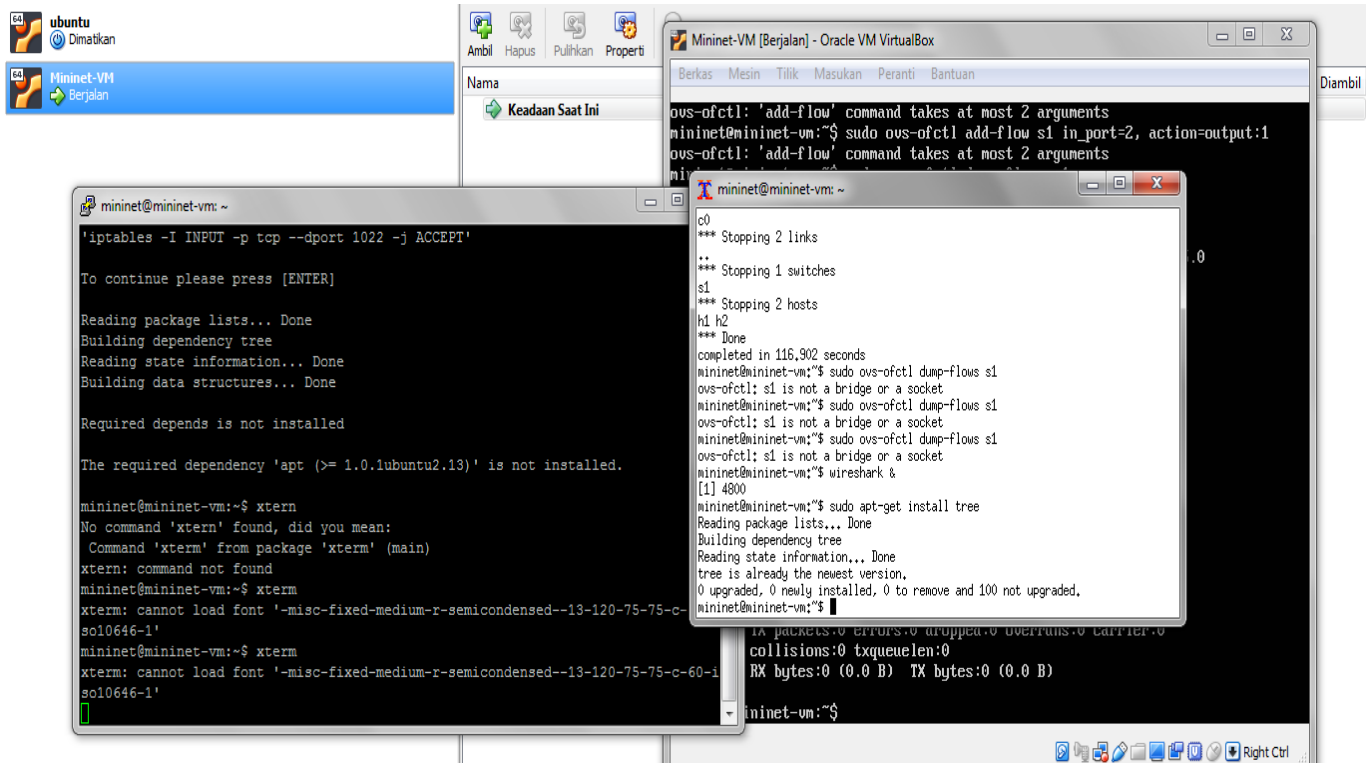 64
ubuntu
Dimatikan
64
Mininet-VM
Berjalan
Ambil Hapus Pulihkan Properti
Nama
Diambil
Keadaan Saat Ini
Mininet-VM [Berjalan] - Oracle VM VirtualBox
Berkas Mesin Tilik Masukan Peranti Bantuan
ovs-ofctl: 'add-flow' command takes at most 2 arguments
mininet@mininet-vm:~$ sudo ovs-ofctl add-flow s1 in_port=2, action=output:1
ovs-ofctl: 'add-flow' command takes at most 2 arguments
.0
TX packets:0 errors:0 dropped:0 overruns:0 carrier:0
collisions:0 txqueuelen:0
RX bytes:0 (0.0 B) TX bytes:0 (0.0 B)
ininet-vm:~$
Right Ctrl
mininet@mininet-vm: ~
'iptables -I INPUT -p tcp --dport 1022 -j ACCEPT'
To continue please press [ENTER]
Reading package lists... Done
Building dependency tree
Reading state information... Done
Building data structures... Done
Required depends is not installed
The required dependency 'apt (>= 1.0.1ubuntu2.13)' is not installed.
mininet@mininet-vm:~$ xtern
No command 'xtern' found, did you mean:
Command 'xterm' from package 'xterm' (main)
xtern: command not found
mininet@mininet-vm:~$ xterm
xterm: cannot load font '-misc-fixed-medium-r-semicondensed--13-120-75-75-c-
so10646-1'
mininet@mininet-vm:~$ xterm
xterm: cannot load font '-misc-fixed-medium-r-semicondensed--13-120-75-75-c-60-i
so10646-1'
mininet@mininet-vm: ~
c0
*** Stopping 2 links
..
*** Stopping 1 switches
s1
*** Stopping 2 hosts
h1 h2
*** Done
completed in 116.902 seconds
mininet@mininet-vm:~$ sudo ovs-ofctl dump-flows s1
ovs-ofctl: s1 is not a bridge or a socket
mininet@mininet-vm:~$ sudo ovs-ofctl dump-flows s1
ovs-ofctl: s1 is not a bridge or a socket
mininet@mininet-vm:~$ sudo ovs-ofctl dump-flows s1
ovs-ofctl: s1 is not a bridge or a socket
mininet@mininet-vm:~$ wireshark &
[1] 4800
mininet@mininet-vm:~$ sudo apt-get install tree
Reading package lists... Done
Building dependency tree
Reading state information... Done
tree is already the newest version.
0 upgraded, 0 newly installed, 0 to remove and 100 not upgraded.
mininet@mininet-vm:~$